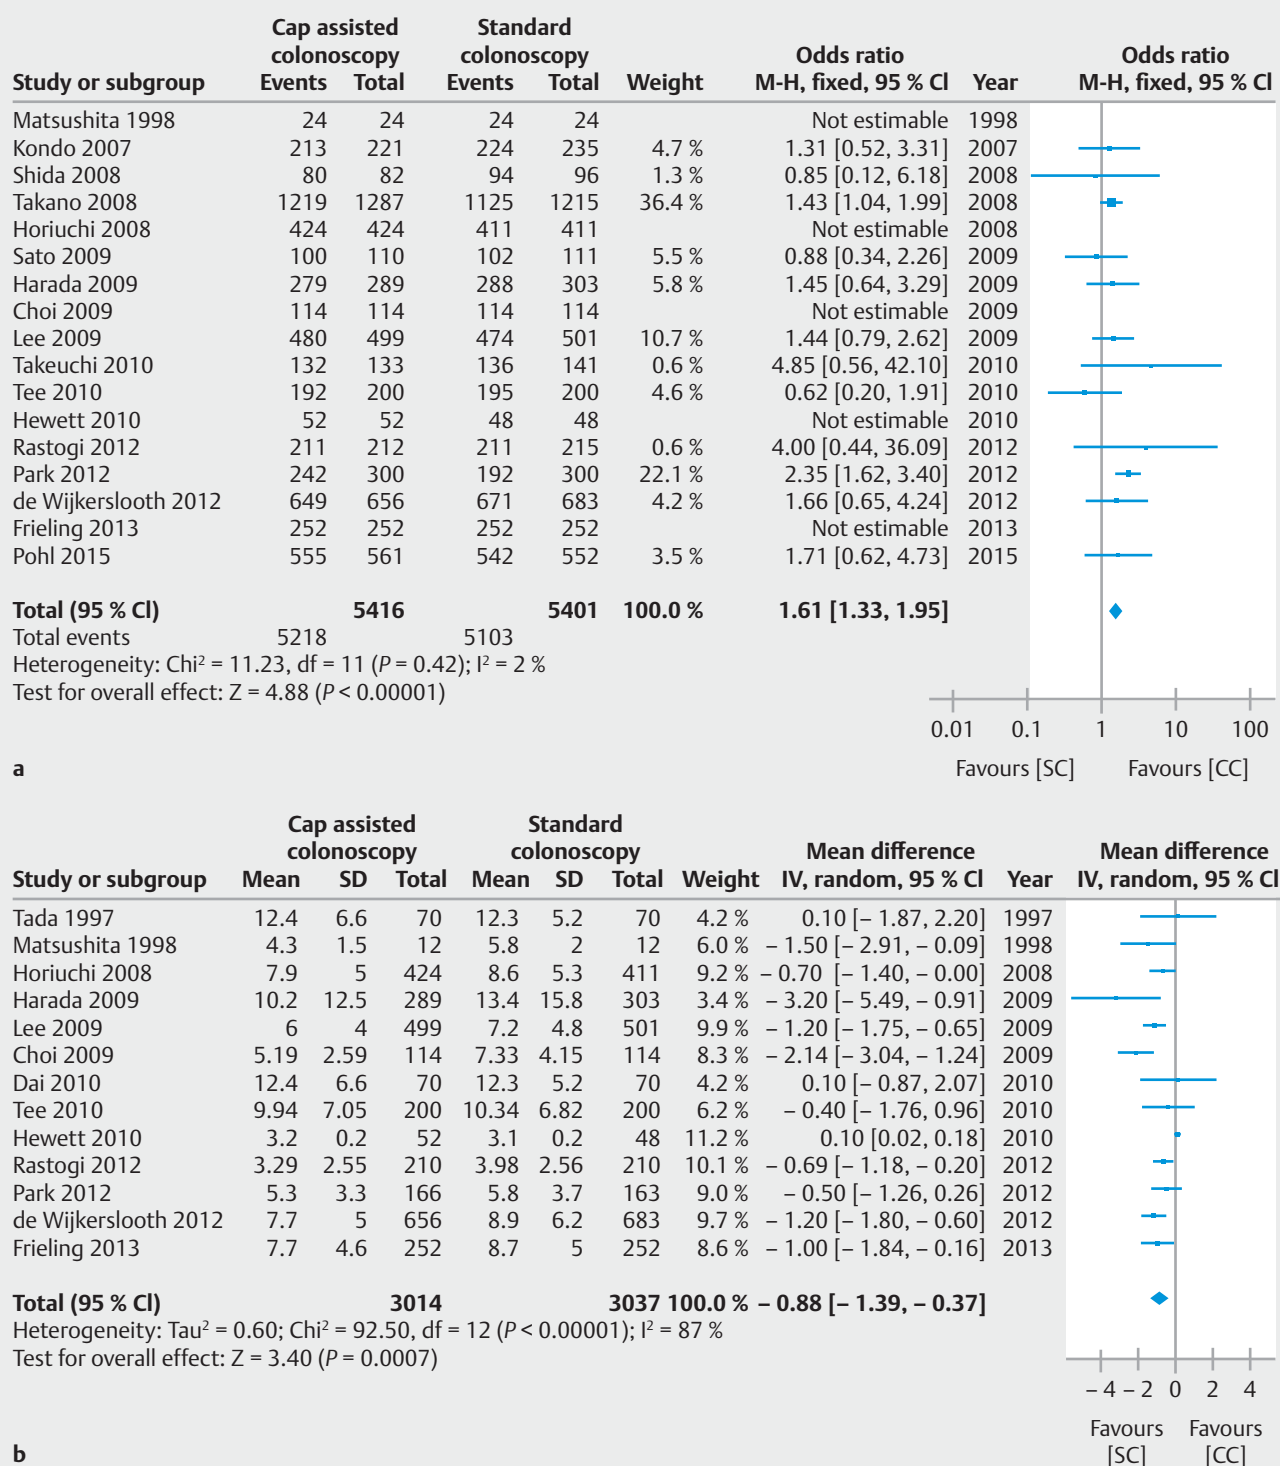 Cap assisted Standard
colonoscopy colonoscopy Odds ratio Odds ratio
Study or subgroup Events Total Events Total Weight M-H, fixed, 95 % CI Year M-H, fixed, 95 % CI
Matsushita 1998 24 24 24 24 Not estimable 1998
Kondo 2007 213 221 224 235 4.7 % 1.31 [0.52, 3.31] 2007
Shida 2008 80 82 94 96 1.3 % 0.85 [0.12, 6.18] 2008
Takano 2008 1219 1287 1125 1215 36.4 % 1.43 [1.04, 1.99] 2008
Horiuchi 2008 424 424 411 411 Not estimable 2008
Sato 2009 100 110 102 111 5.5 % 0.88 [0.34, 2.26] 2009
Harada 2009 279 289 288 303 5.8 % 1.45 [0.64, 3.29] 2009
Choi 2009 114 114 114 114 Not estimable 2009
Lee 2009 480 499 474 501 10.7 % 1.44 [0.79, 2.62] 2009
Takeuchi 2010 132 133 136 141 0.6 % 4.85 [0.56, 42.10] 2010
Tee 2010 192 200 195 200 4.6 % 0.62 [0.20, 1.91] 2010
Hewett 2010 52 52 48 48 Not estimable 2010
Rastogi 2012 211 212 211 215 0.6 % 4.00 [0.44, 36.09] 2012
Park 2012 242 300 192 300 22.1 % 2.35 [1.62, 3.40] 2012
de Wijkerslooth 2012 649 656 671 683 4.2 % 1.66 [0.65, 4.24] 2012
Frieling 2013 252 252 252 252 Not estimable 2013
Pohl 2015 555 561 542 552 3.5 % 1.71 [0.62, 4.73] 2015
Total (95 % CI) 5416 5401 100.0 % 1.61 [1.33, 1.95]
Total events 5218 5103
Heterogeneity: Chi² = 11.23, df = 11 (P = 0.42); I² = 2 %
Test for overall effect: Z = 4.88 (P < 0.00001)
0.01 0.1 1 10 100
a Favours [SC] Favours [CC]
Cap assisted Standard
colonoscopy colonoscopy Mean difference Mean difference
Study or subgroup Mean SD Total Mean SD Total Weight IV, random, 95 % CI Year IV, random, 95 % CI
Tada 1997 12.4 6.6 70 12.3 5.2 70 4.2 % 0.10 [– 1.87, 2.20] 1997
Matsushita 1998 4.3 1.5 12 5.8 2 12 6.0 % – 1.50 [– 2.91, – 0.09] 1998
Horiuchi 2008 7.9 5 424 8.6 5.3 411 9.2 % – 0.70 [– 1.40, – 0.00] 2008
Harada 2009 10.2 12.5 289 13.4 15.8 303 3.4 % – 3.20 [– 5.49, – 0.91] 2009
Lee 2009 6 4 499 7.2 4.8 501 9.9 % – 1.20 [– 1.75, – 0.65] 2009
Choi 2009 5.19 2.59 114 7.33 4.15 114 8.3 % – 2.14 [– 3.04, – 1.24] 2009
Dai 2010 12.4 6.6 70 12.3 5.2 70 4.2 % 0.10 [– 0.87, 2.07] 2010
Tee 2010 9.94 7.05 200 10.34 6.82 200 6.2 % – 0.40 [– 1.76, 0.96] 2010
Hewett 2010 3.2 0.2 52 3.1 0.2 48 11.2 % 0.10 [0.02, 0.18] 2010
Rastogi 2012 3.29 2.55 210 3.98 2.56 210 10.1 % – 0.69 [– 1.18, – 0.20] 2012
Park 2012 5.3 3.3 166 5.8 3.7 163 9.0 % – 0.50 [– 1.26, 0.26] 2012
de Wijkerslooth 2012 7.7 5 656 8.9 6.2 683 9.7 % – 1.20 [– 1.80, – 0.60] 2012
Frieling 2013 7.7 4.6 252 8.7 5 252 8.6 % – 1.00 [– 1.84, – 0.16] 2013
Total (95 % CI) 3014 3037 100.0 % – 0.88 [– 1.39, – 0.37]
Heterogeneity: Tau² = 0.60; Chi² = 92.50, df = 12 (P < 0.00001); I² = 87 %
Test for overall effect: Z = 3.40 (P = 0.0007)
– 4 – 2 0 2 4
Favours Favours
b [SC] [CC]